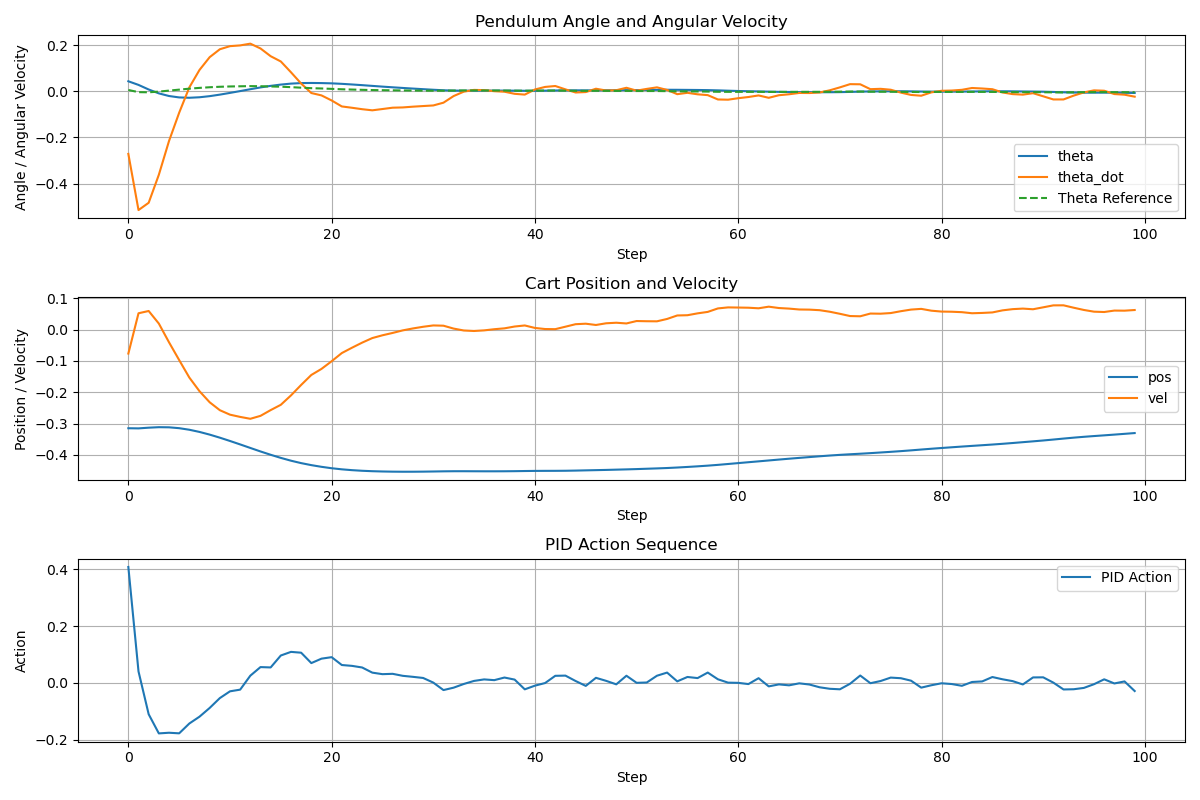 Pendulum Angle and Angular Velocity
Angle / Angular Velocity
0.2
0.0
−0.2
−0.4
theta
theta_dot
Theta Reference
0 20 40 60 80 100
Step
Cart Position and Velocity
Position / Velocity
0.1
0.0
−0.1
−0.2
−0.3
−0.4
pos
vel
0 20 40 60 80 100
Step
PID Action Sequence
Action
0.4
0.2
0.0
−0.2
PID Action
0 20 40 60 80 100
Step